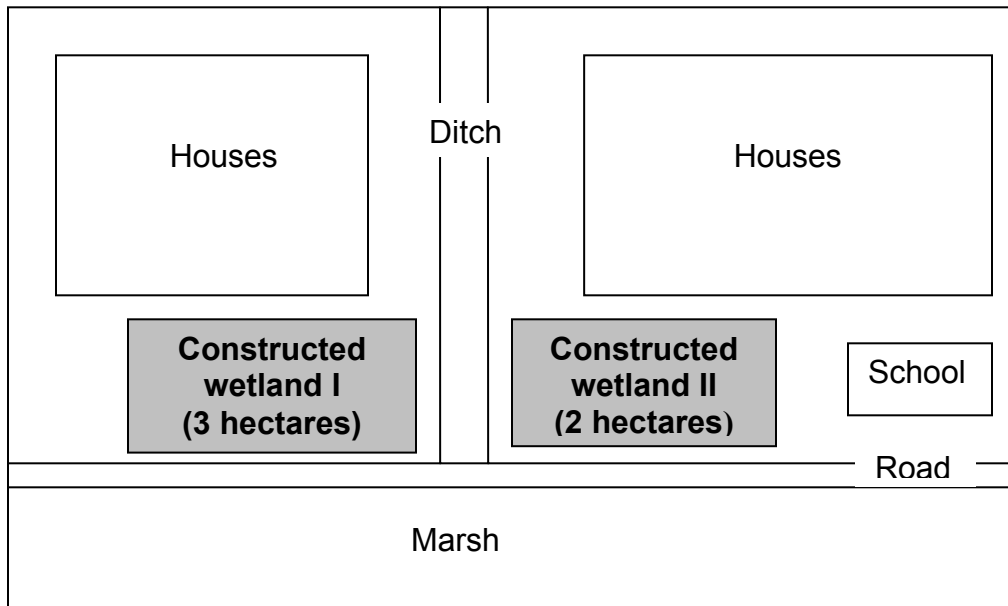 Ditch
Houses
Houses
Constructed
wetland I
(3 hectares)
Constructed
wetland II
(2 hectares)
School
Road
Marsh